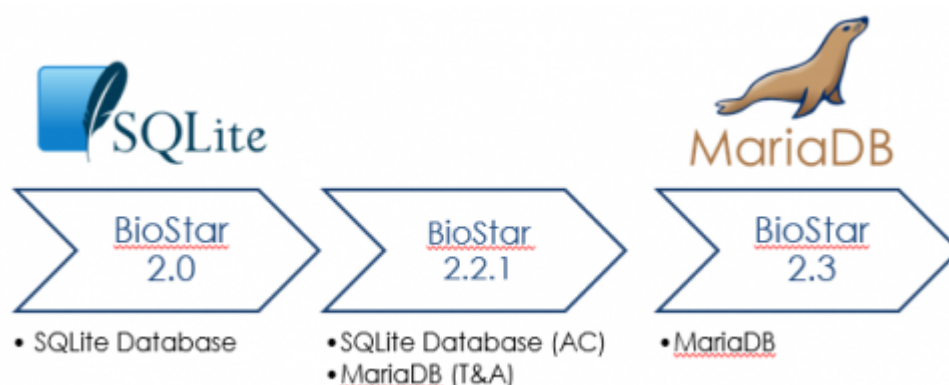 SQLite
MariaDB
BioStar
2.0
BioStar
2.2.1
BioStar
2.3
• SQLite Database
• SQLite Database (AC)
• MariaDB (T&A)
• MariaDB